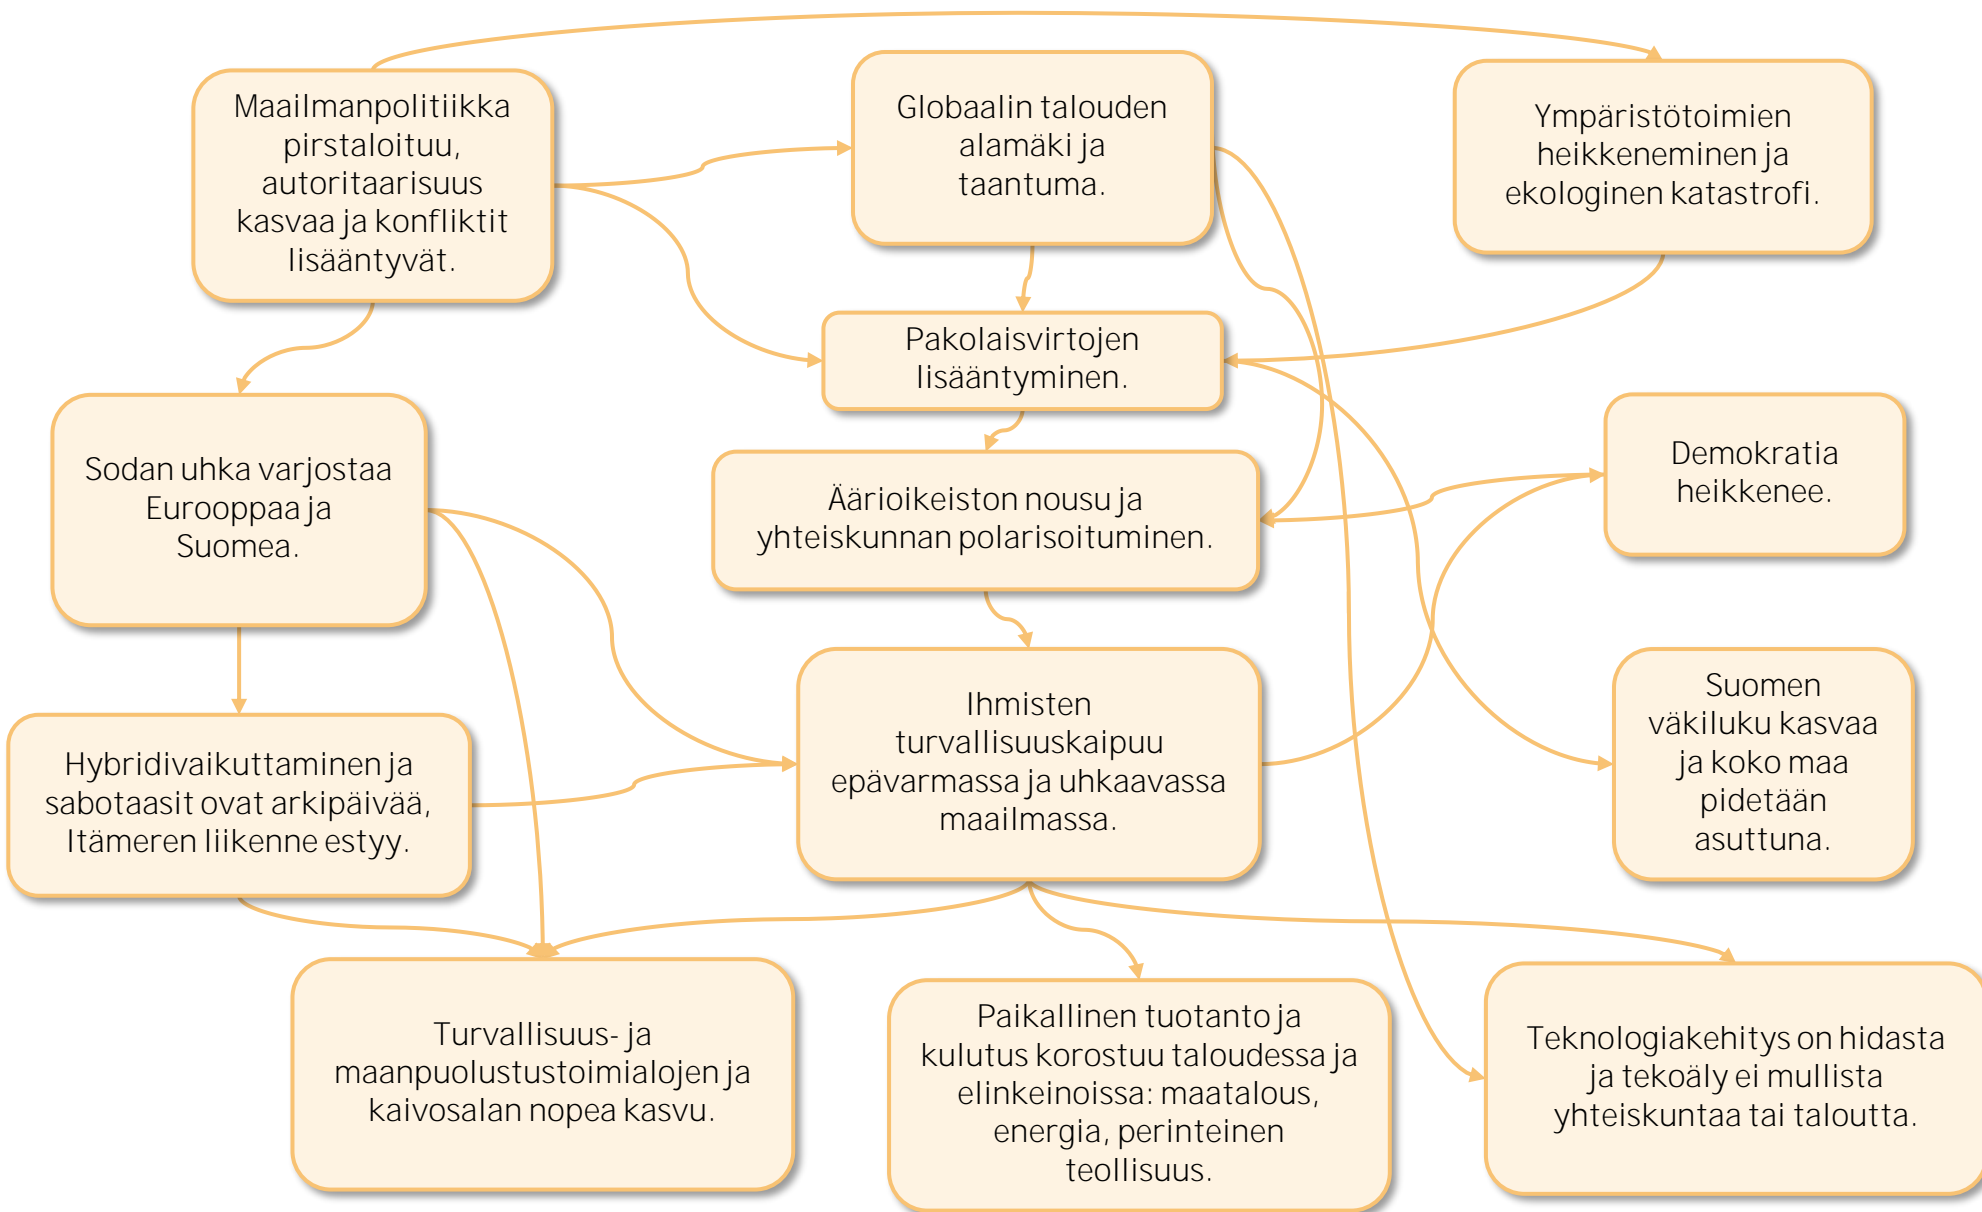 Maailmanpolitiikka
pirstaloituu,
autoritaarisuus
kasvaa ja konfliktit
lisääntyvät.
Globaalin talouden
alamäki ja
taantuma.
Ympäristötoimien
heikkeneminen ja
ekologinen katastrofi.
Pakolaisvirtojen
lisääntyminen.
Sodan uhka varjostaa
Eurooppaa ja
Suomea.
Äärioikeiston nousu ja
yhteiskunnan polarisoituminen.
Demokratia
heikkenee.
Hybridivaikuttaminen ja
sabotaasit ovat arkipäivää,
Itämeren liikenne estyy.
Ihmisten
turvallisuuskaipuu
epävarmassa ja uhkaavassa
maailmassa.
Suomen
väkiluku kasvaa
ja koko maa
pidetään
asuttuna.
Turvallisuus- ja
maanpuolustustoimialojen ja
kaivosalan nopea kasvu.
Paikallinen tuotanto ja
kulutus korostuu taloudessa ja
elinkeinoissa: maatalous,
energia, perinteinen
teollisuus.
Teknologiakehitys on hidasta
ja tekoäly ei mullista
yhteiskuntaa tai taloutta.